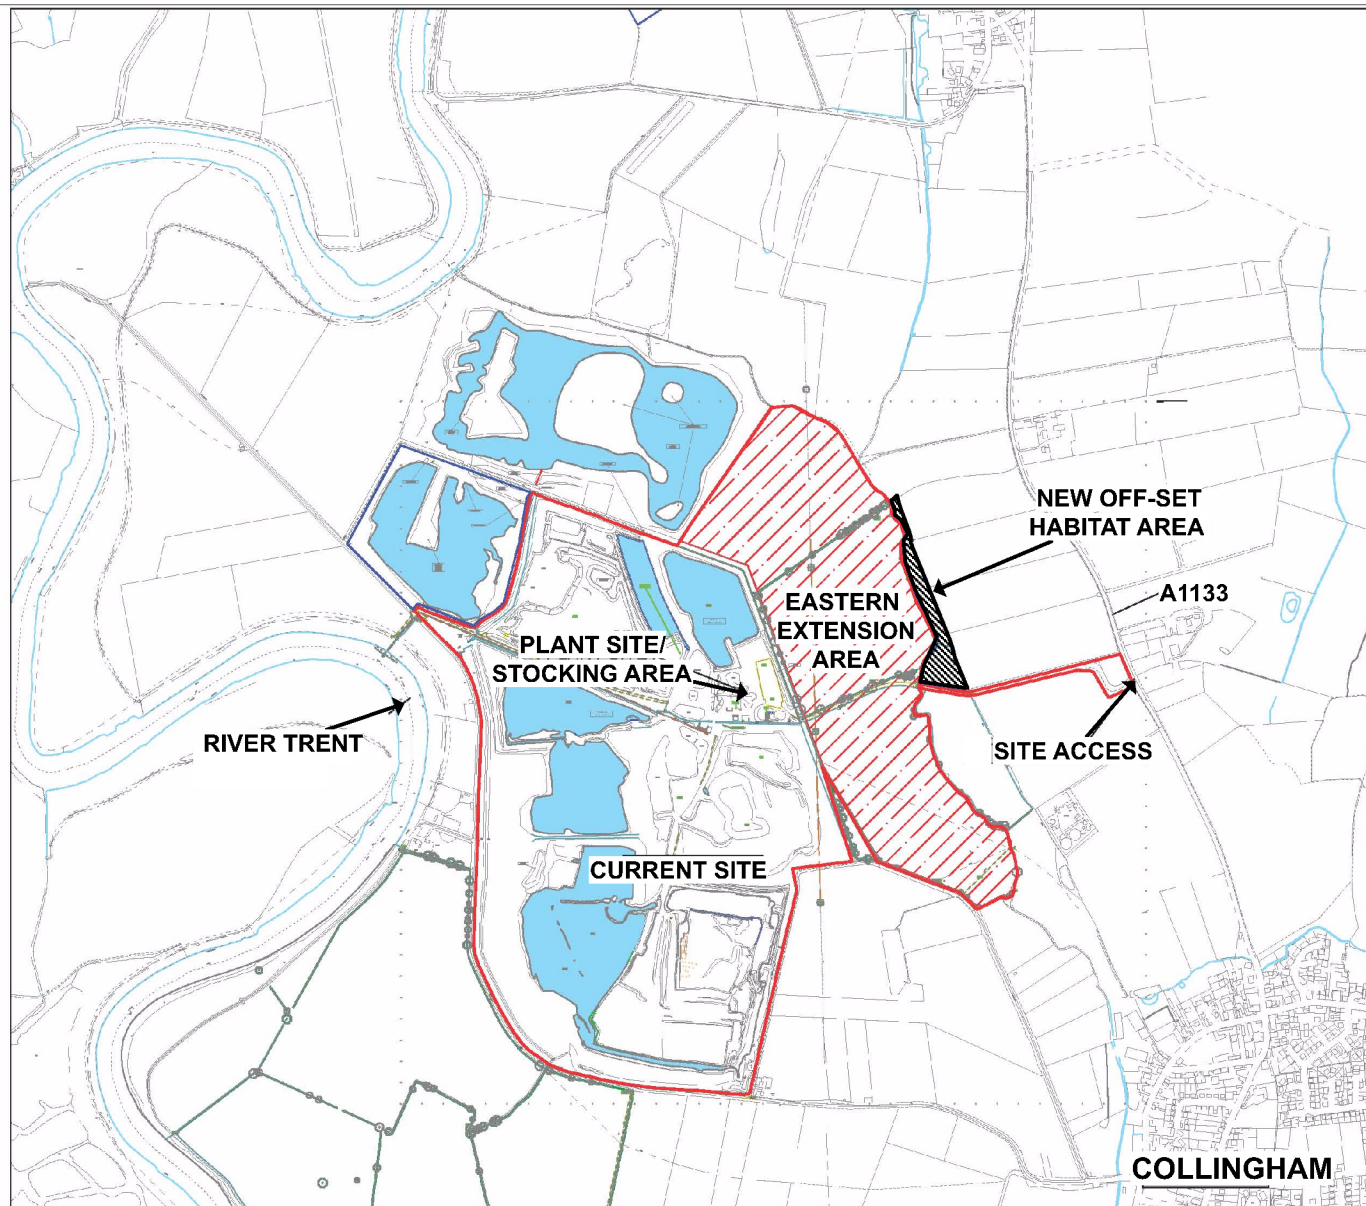 NEW OFF-SET
HABITAT AREA
A1133
EASTERN
EXTENSION
AREA
PLANT SITE/
STOCKING AREA
RIVER TRENT
SITE ACCESS
CURRENT SITE
COLLINGHAM